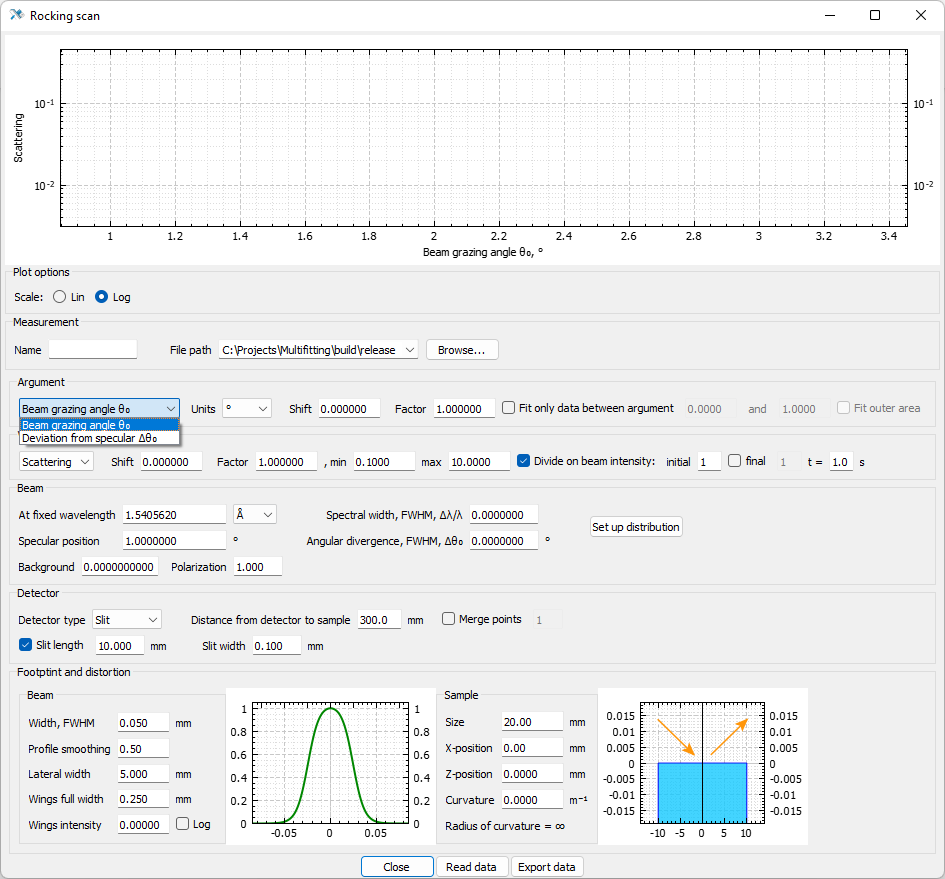 Rocking scan
Scattering
10⁻¹ 10⁻¹
10⁻² 10⁻²
1 1.2 1.4 1.6 1.8 2 2.2 2.4 2.6 2.8 3 3.2 3.4
Beam grazing angle θ₀, °
Plot options
Scale: Lin Log
Measurement
Name File path C:\Projects\Multifitting\build\release Browse...
Argument
Beam grazing angle θ₀ Units ° Shift 0.000000 Factor 1.000000 Fit only data between argument 0.0000 and 1.0000 Fit outer area
Beam grazing angle θ₀
Deviation from specular Δθ₀
Scattering Shift 0.000000 Factor 1.000000 , min 0.1000 max 10.0000 Divide on beam intensity: initial 1 final 1 t = 1.0 s
Beam
At fixed wavelength 1.5405620 Å Spectral width, FWHM, Δλ/λ 0.0000000
Set up distribution
Specular position 1.0000000 ° Angular divergence, FWHM, Δθ₀ 0.0000000 °
Background 0.0000000000 Polarization 1.000
Detector
Detector type Slit Distance from detector to sample 300.0 mm Merge points 1
Slit length 10.000 mm Slit width 0.100 mm
Footptint and distortion
Beam
Width, FWHM 0.050 mm
Profile smoothing 0.50
Lateral width 5.000 mm
Wings full width 0.250 mm
Wings intensity 0.00000 Log
1 1
0.8 0.8
0.6 0.6
0.4 0.4
0.2 0.2
0 0
-0.05 0 0.05
Sample
Size 20.00 mm
X-position 0.00 mm
Z-position 0.0000 mm
Curvature 0.0000 m⁻¹
Radius of curvature = ∞
0.015 0.015
0.01 0.01
0.005 0.005
0 0
-0.005 -0.005
-0.01 -0.01
-0.015 -0.015
-10 -5 0 5 10
Close Read data Export data